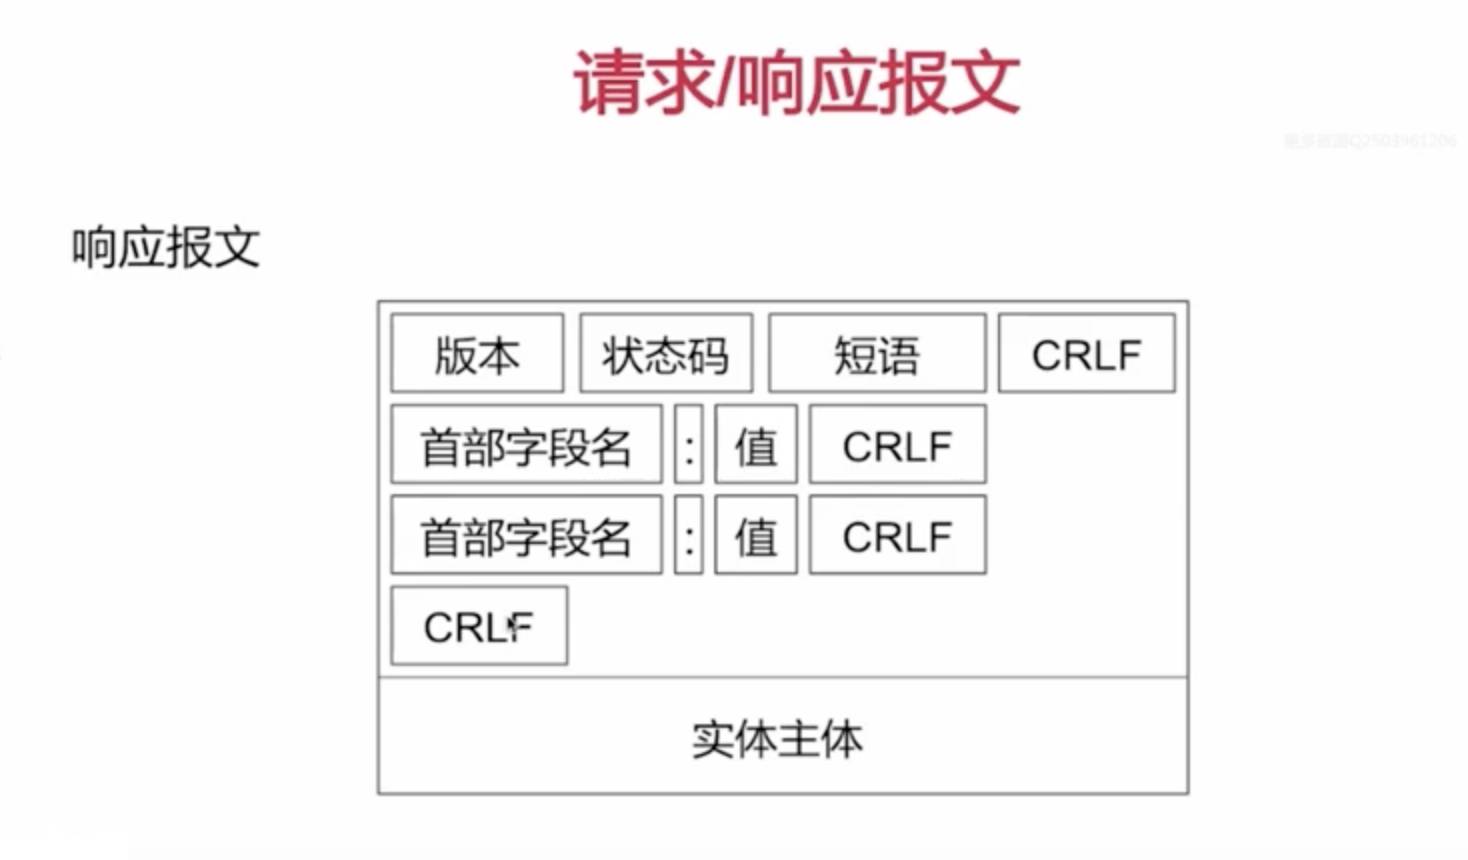 请求/响应报文
响应报文
版本 状态码 短语 CRLF
首部字段名 : 值 CRLF
首部字段名 : 值 CRLF
CRLF
实体主体